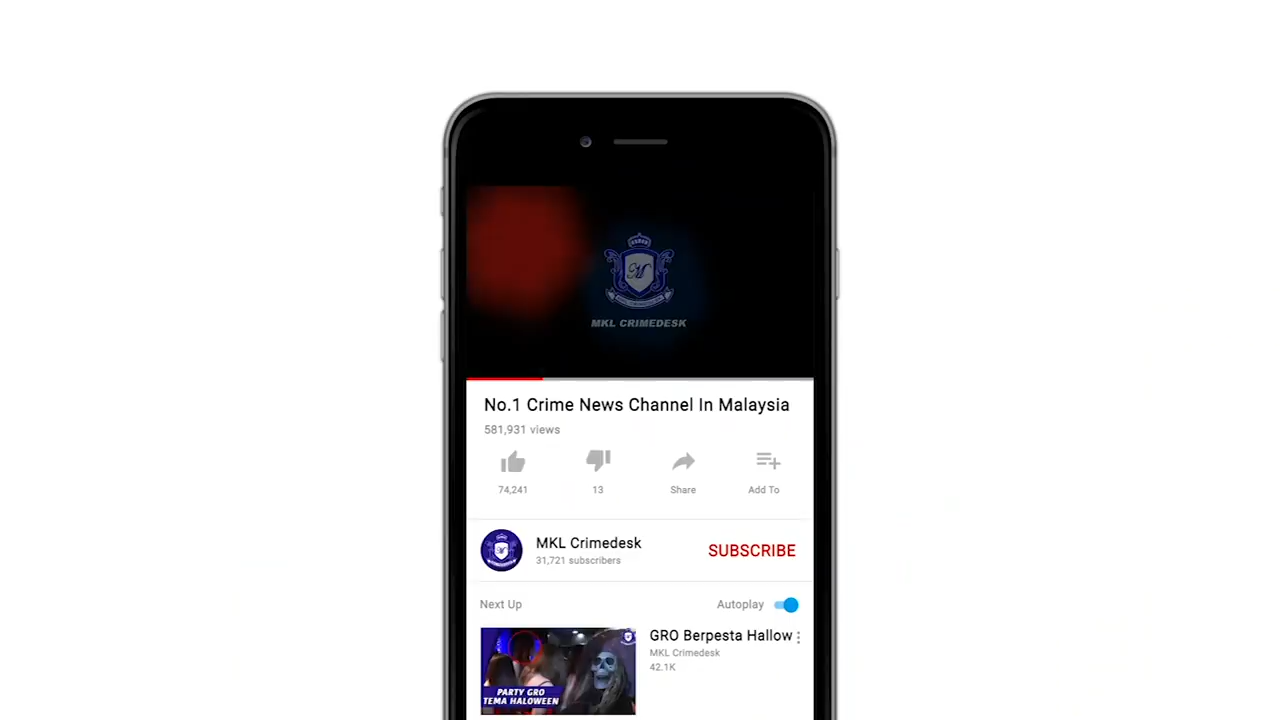 MKL CRIMEDESK
No.1 Crime News Channel In Malaysia
581,931 views
74,241
13
Share
Add To
MKL Crimedesk
31,721 subscribers
SUBSCRIBE
Next Up
Autoplay
GRO Berpesta Hallow
MKL Crimedesk
42.1K
PARTY GRO
TEMA HALOWEEN